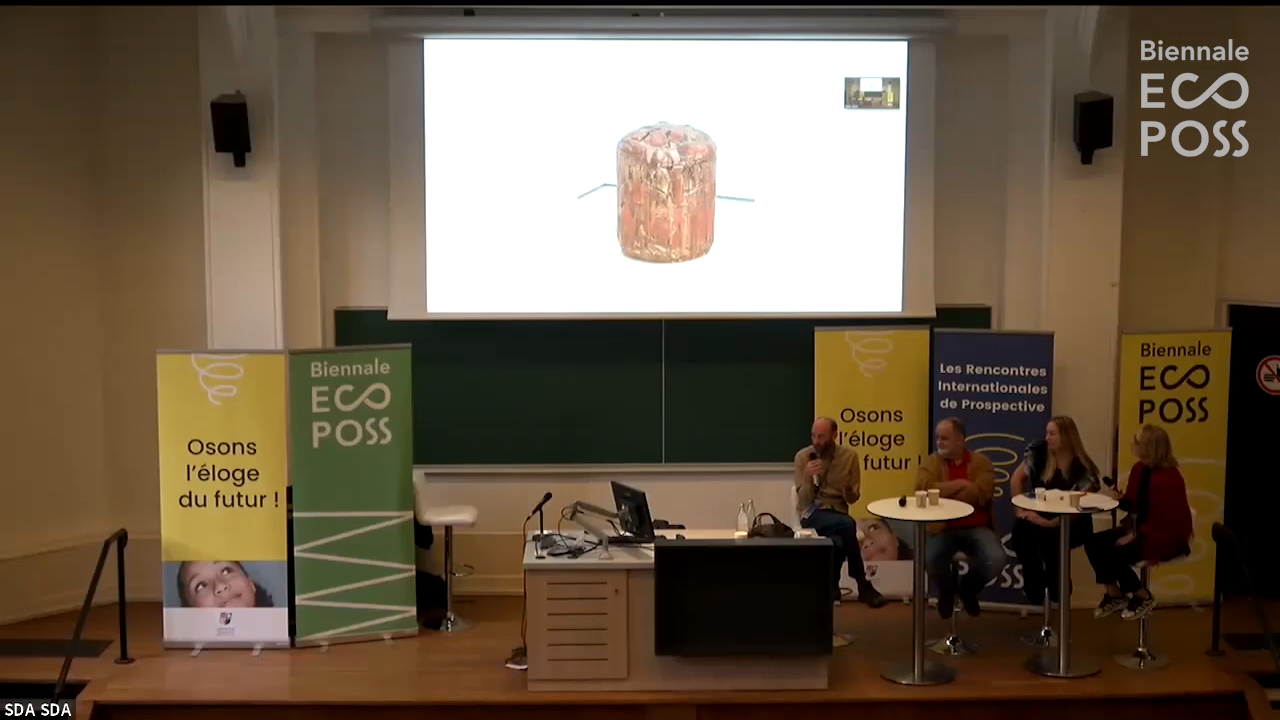 Biennale
ECO
POSS
Osons
l'éloge
du futur !
Biennale
ECO
POSS
Osons
l'éloge
futur !
Les Rencontres
Internationales
de Prospective
Biennale
ECO
POSS
SDA SDA